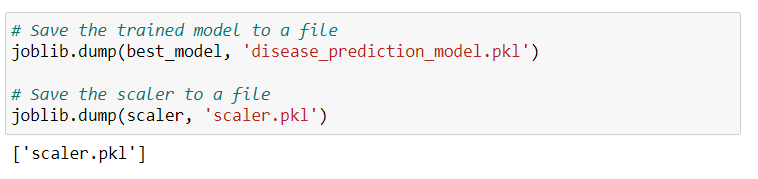 # Save the trained model to a file
joblib.dump(best_model, 'disease_prediction_model.pkl')
# Save the scaler to a file
joblib.dump(scaler, 'scaler.pkl')
['scaler.pkl']